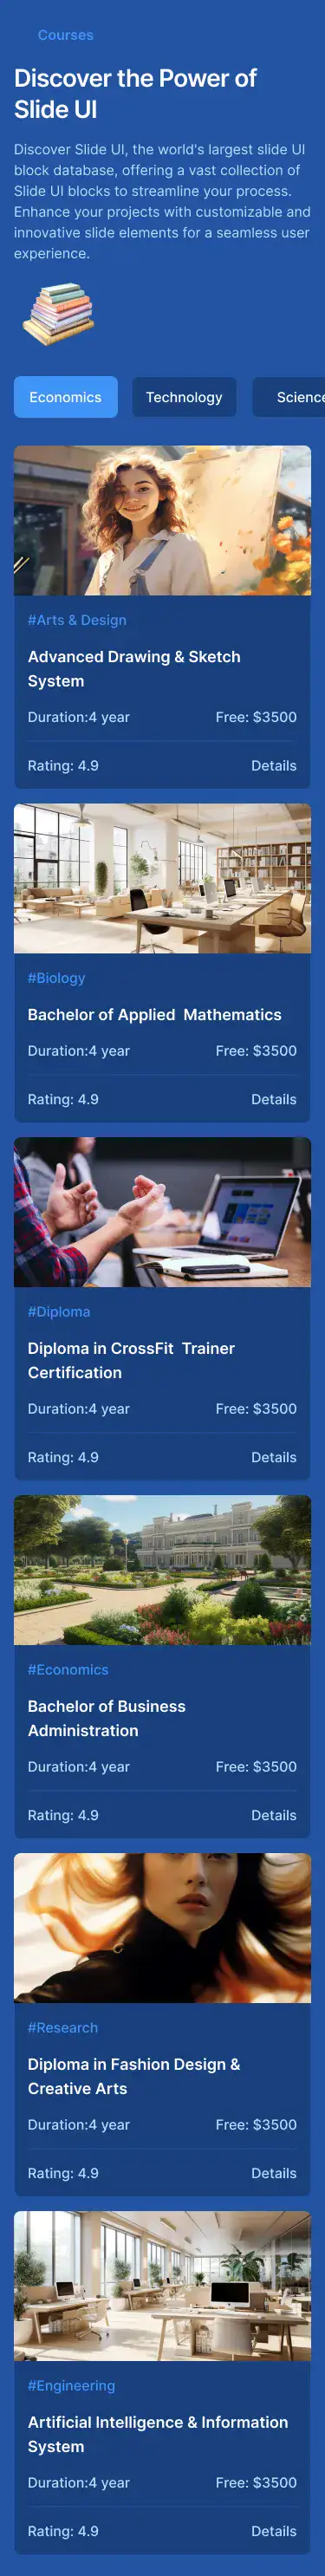 Courses
Discover the Power of
Slide UI
Discover Slide UI, the world's largest slide UI
block database, offering a vast collection of
Slide UI blocks to streamline your process.
Enhance your projects with customizable and
innovative slide elements for a seamless user
experience.
Economics Technology Science
#Arts & Design
Advanced Drawing & Sketch
System
Duration:4 year Free: $3500
Rating: 4.9 Details
#Biology
Bachelor of Applied  Mathematics
Duration:4 year Free: $3500
Rating: 4.9 Details
#Diploma
Diploma in CrossFit  Trainer
Certification
Duration:4 year Free: $3500
Rating: 4.9 Details
#Economics
Bachelor of Business
Administration
Duration:4 year Free: $3500
Rating: 4.9 Details
#Research
Diploma in Fashion Design &
Creative Arts
Duration:4 year Free: $3500
Rating: 4.9 Details
#Engineering
Artificial Intelligence & Information
System
Duration:4 year Free: $3500
Rating: 4.9 Details